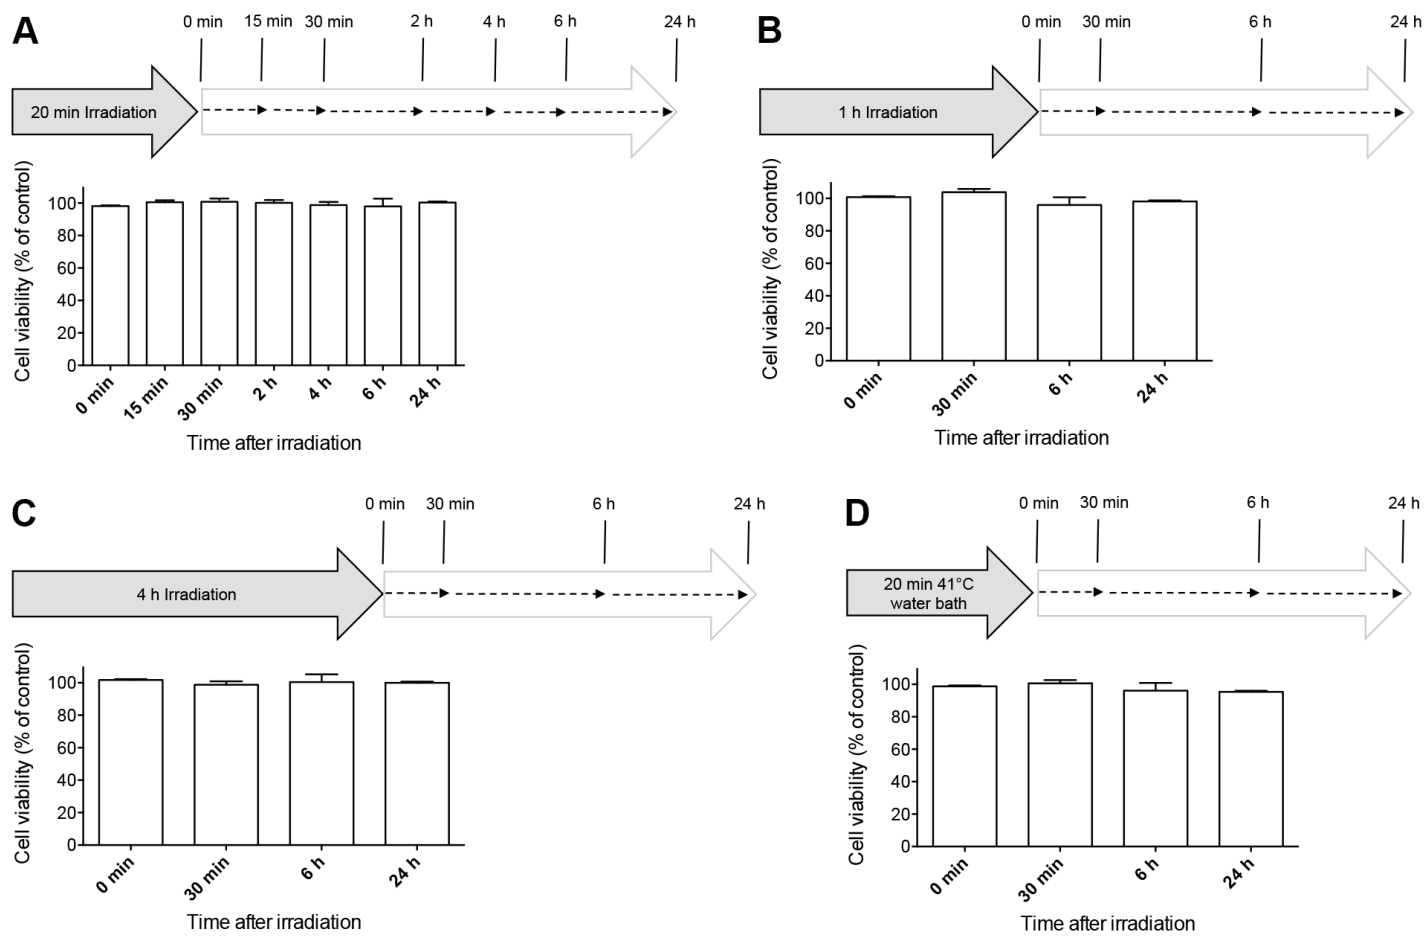 A
0 min 15 min 30 min 2 h 4 h 6 h 24 h
20 min Irradiation
Cell viability (% of control)
100
80
60
40
20
0
0 min 15 min 30 min 2 h 4 h 6 h 24 h
Time after irradiation
B
0 min 30 min 6 h 24 h
1 h Irradiation
Cell viability (% of control)
100
80
60
40
20
0
0 min 30 min 6 h 24 h
Time after irradiation
C
0 min 30 min 6 h 24 h
4 h Irradiation
Cell viability (% of control)
100
80
60
40
20
0
0 min 30 min 6 h 24 h
Time after irradiation
D
0 min 30 min 6 h 24 h
20 min 41°C
water bath
Cell viability (% of control)
100
80
60
40
20
0
0 min 30 min 6 h 24 h
Time after irradiation